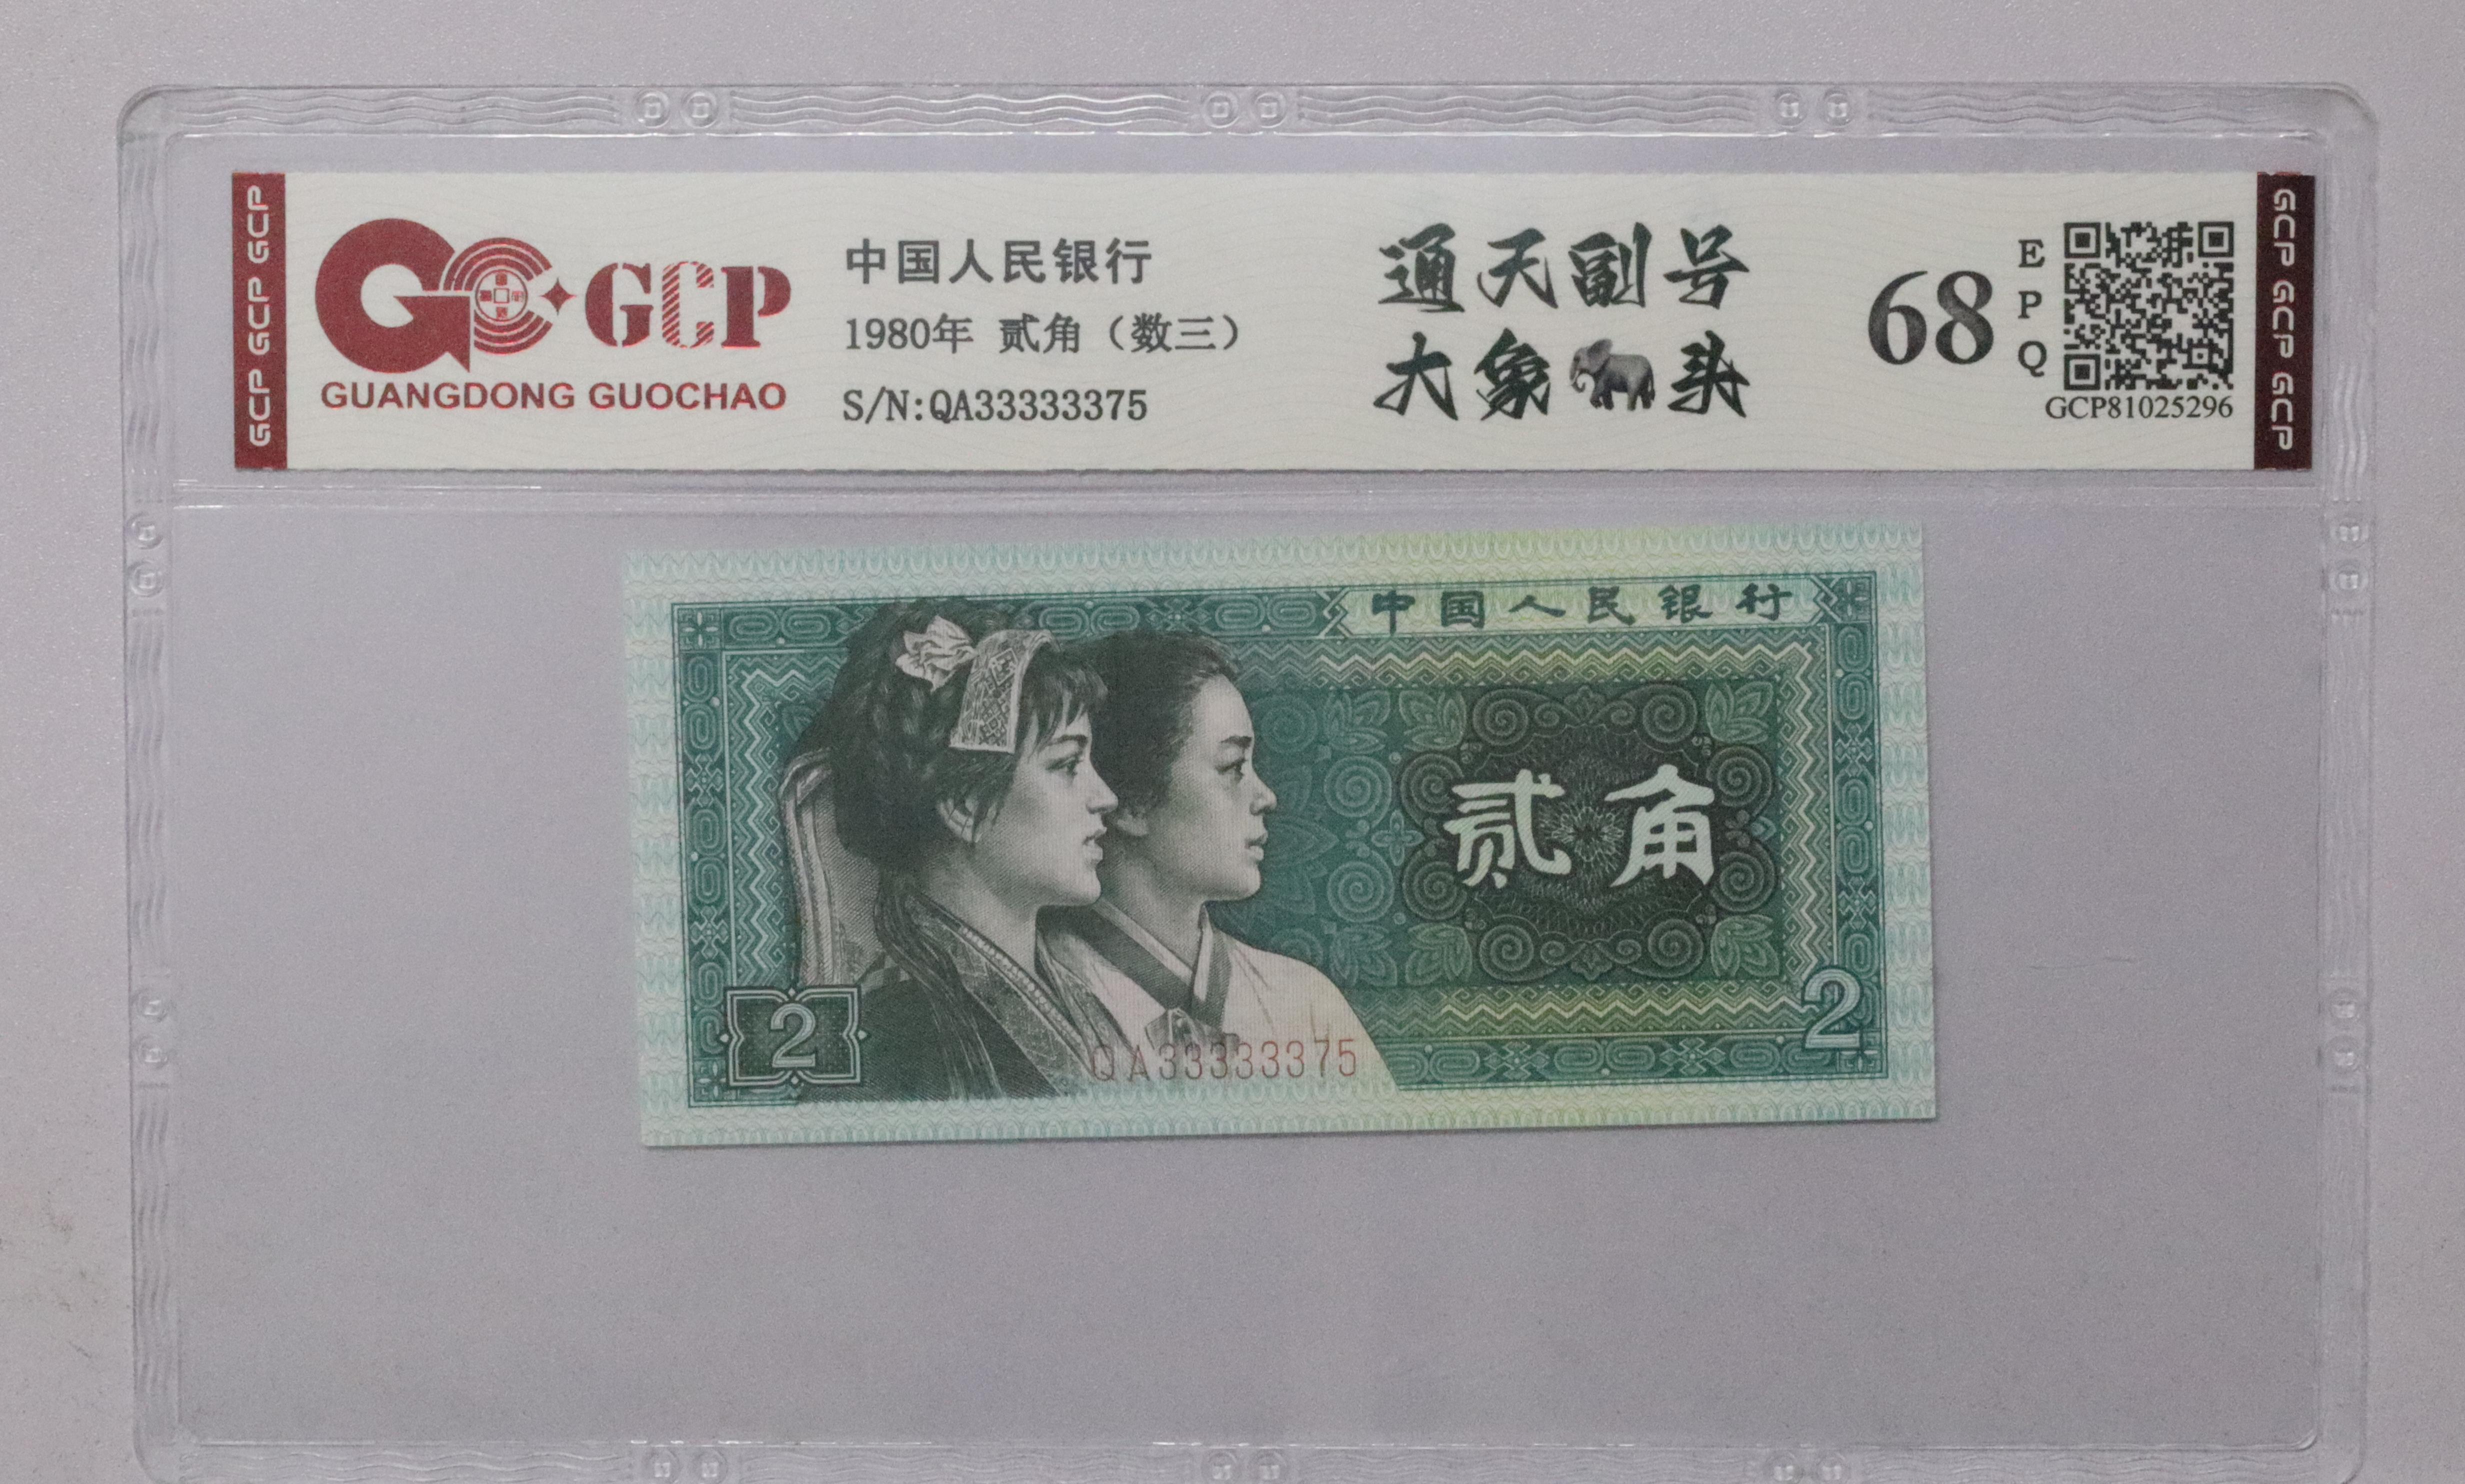 GCP GCP GCP
GCP
GUANGDONG GUOCHAO
中国人民银行
1980年 贰角（数三）
S/N:QA33333375
通天副号
大象头
68
E
P
Q
GCP81025296
GCP GCP GCP
中国人民银行
贰角
2
QA33333375
2